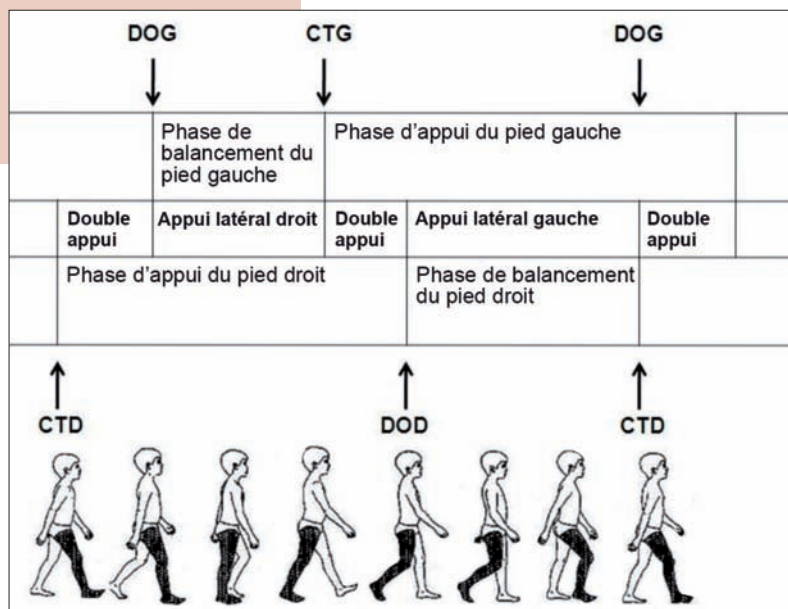 DOG CTG DOG
Phase de
balancement du
pied gauche
Phase d'appui du pied gauche
Double
appui
Appui latéral droit
Double
appui
Appui latéral gauche
Double
appui
Phase d'appui du pied droit
Phase de balancement
du pied droit
CTD DOD CTD